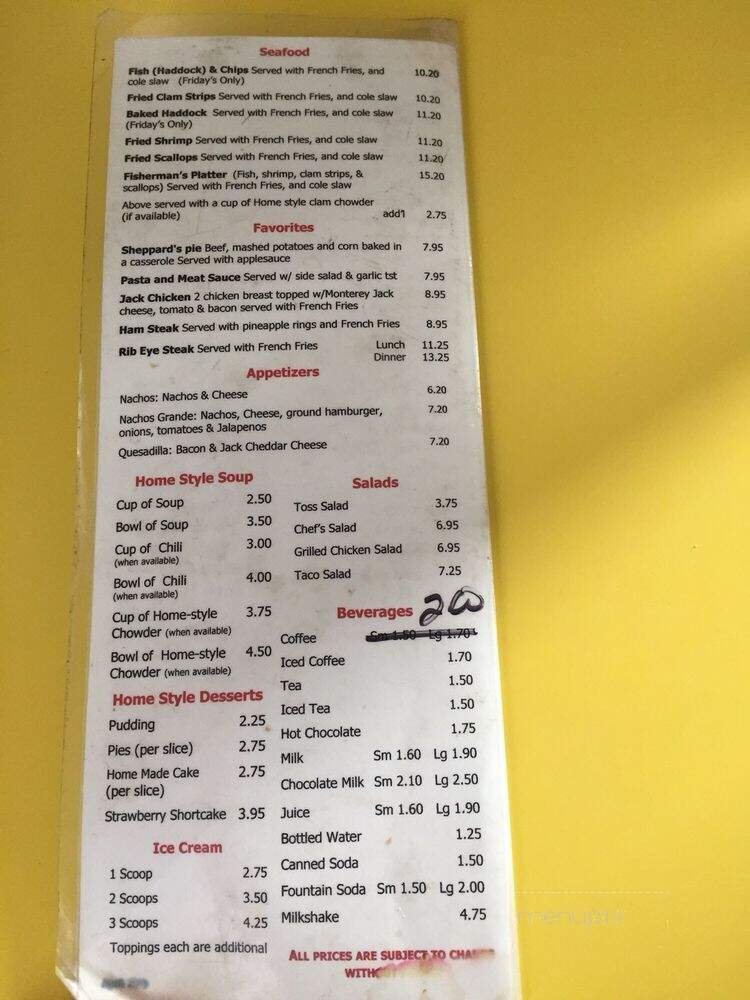 Seafood
Fish (Haddock) & Chips Served with French Fries, and 10.20
cole slaw (Friday's Only)
Fried Clam Strips Served with French Fries, and cole slaw 10.20
Baked Haddock Served with French Fries, and cole slaw 11.20
(Friday's Only)
Fried Shrimp Served with French Fries, and cole slaw 11.20
Fried Scallops Served with French Fries, and cole slaw 11.20
Fisherman's Platter (Fish, shrimp, clam strips, & 15.20
scallops) Served with French Fries, and cole slaw
Above served with a cup of Home style clam chowder
(if available) add'l 2.75
Favorites
Sheppard's pie Beef, mashed potatoes and corn baked in 7.95
a casserole Served with applesauce
Pasta and Meat Sauce Served w/ side salad & garlic tst 7.95
Jack Chicken 2 chicken breast topped w/Monterey Jack 8.95
cheese, tomato & bacon served with French Fries
Ham Steak Served with pineapple rings and French Fries 8.95
Rib Eye Steak Served with French Fries Lunch 11.25
Dinner 13.25
Appetizers
Nachos: Nachos & Cheese 6.20
Nachos Grande: Nachos, Cheese, ground hamburger, 7.20
onions, tomatoes & Jalapenos
Quesadilla: Bacon & Jack Cheddar Cheese 7.20
Home Style Soup
Cup of Soup 2.50
Bowl of Soup 3.50
Cup of Chili 3.00
(when available)
Bowl of Chili 4.00
(when available)
Cup of Home-style 3.75
Chowder (when available)
Bowl of Home-style 4.50
Chowder (when available)
Home Style Desserts
Pudding 2.25
Pies (per slice) 2.75
Home Made Cake 2.75
(per slice)
Strawberry Shortcake 3.95
Ice Cream
1 Scoop 2.75
2 Scoops 3.50
3 Scoops 4.25
Toppings each are additional
Salads
Toss Salad 3.75
Chef's Salad 6.95
Grilled Chicken Salad 6.95
Taco Salad 7.25
Beverages 200
Coffee Sm 1.50 Lg 1.70
Iced Coffee 1.70
Tea 1.50
Iced Tea 1.50
Hot Chocolate 1.75
Milk Sm 1.60 Lg 1.90
Chocolate Milk Sm 2.10 Lg 2.50
Juice Sm 1.60 Lg 1.90
Bottled Water 1.25
Canned Soda 1.50
Fountain Soda Sm 1.50 Lg 2.00
Milkshake 4.75
ALL PRICES ARE SUBJECT TO
menupix